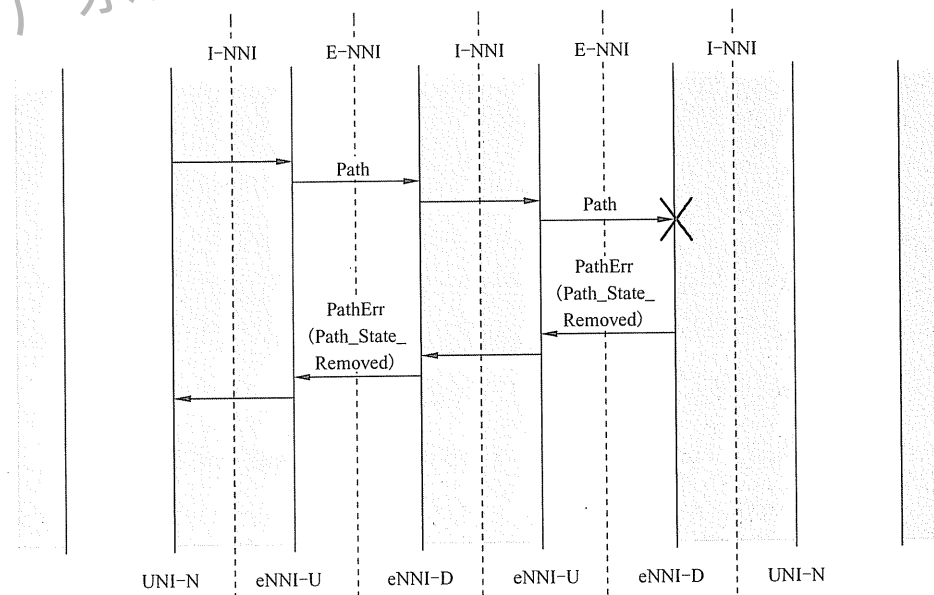 I-NNI
E-NNI
I-NNI
E-NNI
I-NNI
Path
Path
PathErr
(Path_State_
Removed)
PathErr
(Path_State_
Removed)
UNI-N
eNNI-U
eNNI-D
eNNI-U
eNNI-D
UNI-N